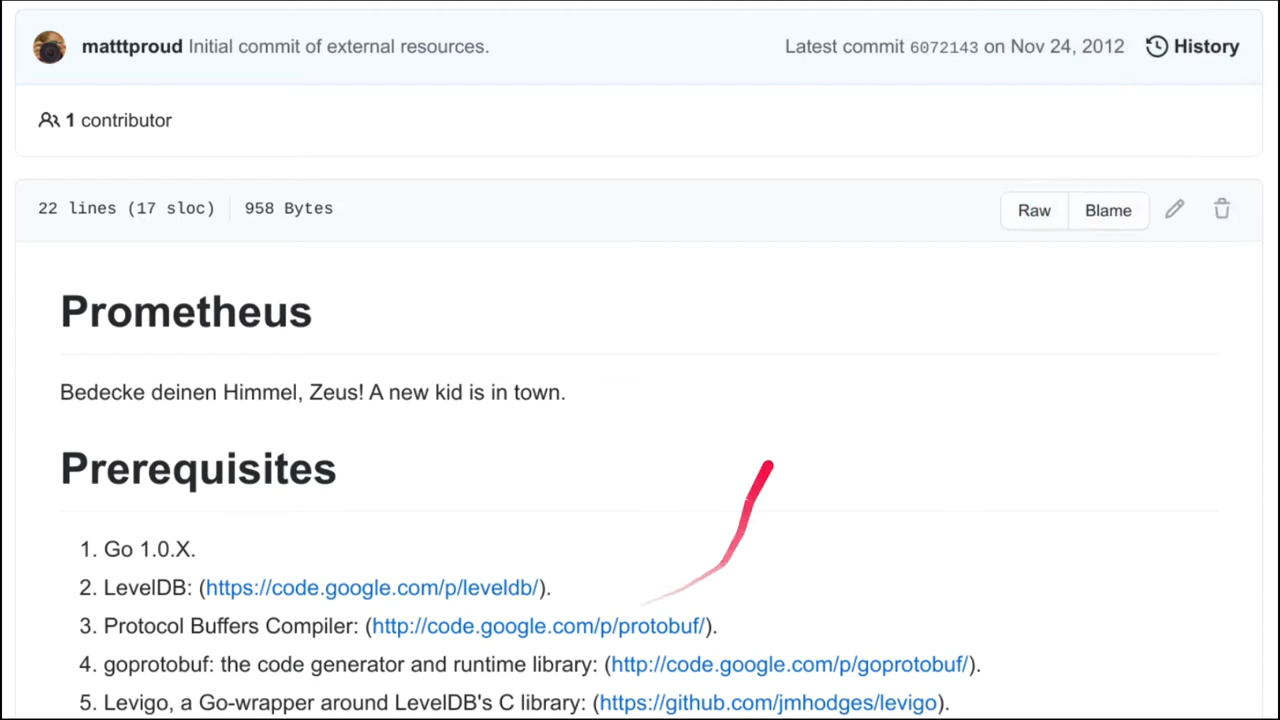 matttproud Initial commit of external resources. Latest commit 6072143 on Nov 24, 2012 History
1 contributor
22 lines (17 sloc) 958 Bytes Raw Blame
Prometheus
Bedecke deinen Himmel, Zeus! A new kid is in town.
Prerequisites
1. Go 1.0.X.
2. LevelDB: (https://code.google.com/p/leveldb/).
3. Protocol Buffers Compiler: (http://code.google.com/p/protobuf/).
4. goprotobuf: the code generator and runtime library: (http://code.google.com/p/goprotobuf/).
5. Levigo, a Go-wrapper around LevelDB's C library: (https://github.com/jmhodges/levigo).